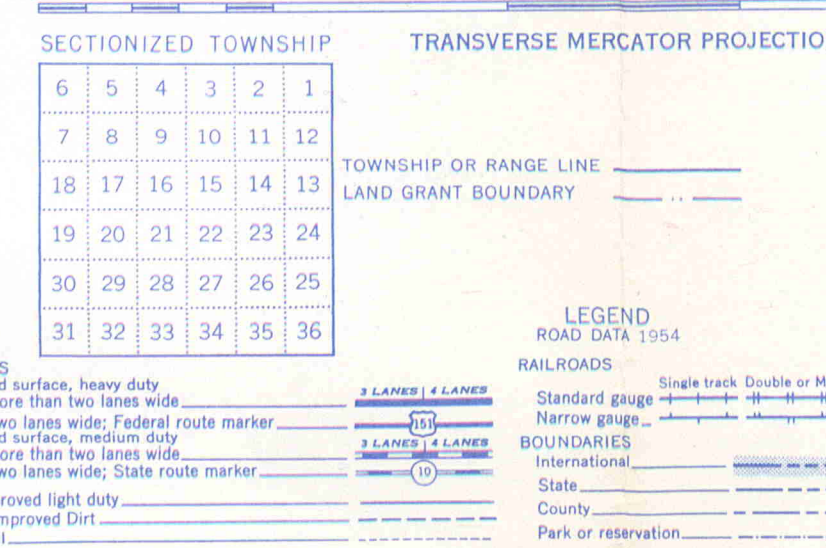 SECTIONIZED TOWNSHIP
TRANSVERSE MERCATOR PROJECTIO
6 5 4 3 2 1
7 8 9 10 11 12
18 17 16 15 14 13
19 20 21 22 23 24
30 29 28 27 26 25
31 32 33 34 35 36
TOWNSHIP OR RANGE LINE
LAND GRANT BOUNDARY
LEGEND
ROAD DATA 1954
S
d surface, heavy duty
ore than two lanes wide 3 LANES | 4 LANES
wo lanes wide; Federal route marker 151
d surface, medium duty
ore than two lanes wide 3 LANES | 4 LANES
wo lanes wide; State route marker 10
roved light duty
mproved Dirt
l
RAILROADS
Single track Double or M
Standard gauge
Narrow gauge
BOUNDARIES
International
State
County
Park or reservation